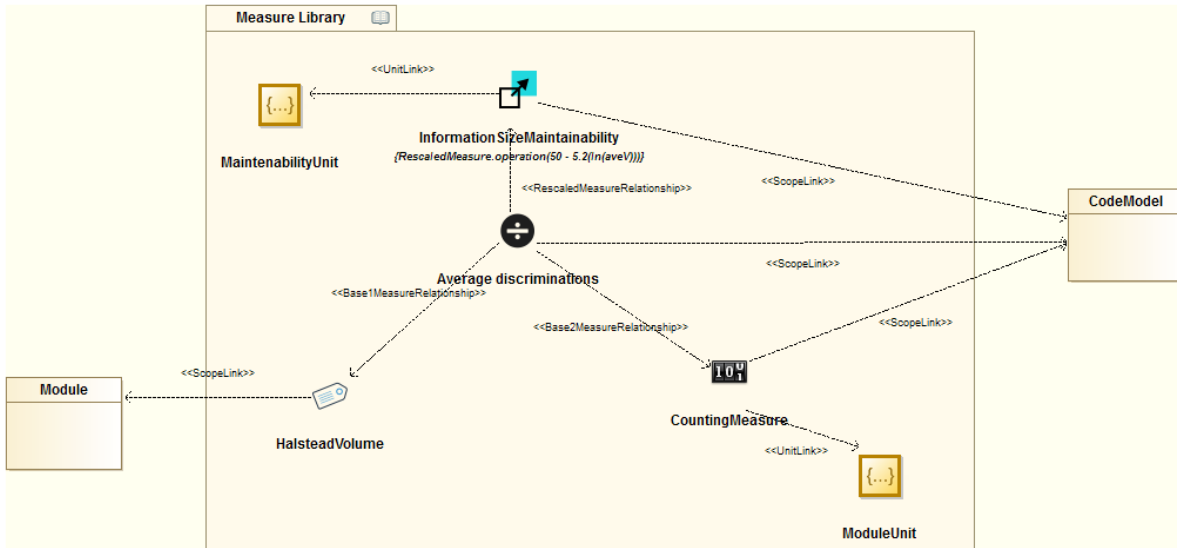 Measure Library
<<UnitLink>>
{...}
MaintenabilityUnit
InformationSizeMaintainability
{RescaledMeasure.operation(50 - 5.2(ln(aveV)))}
<<RescaledMeasureRelationship>>
<<ScopeLink>>
CodeModel
Average discriminations
<<ScopeLink>>
<<Base1MeasureRelationship>>
<<Base2MeasureRelationship>>
<<ScopeLink>>
Module
<<ScopeLink>>
HalsteadVolume
CountingMeasure
<<UnitLink>>
{...}
ModuleUnit